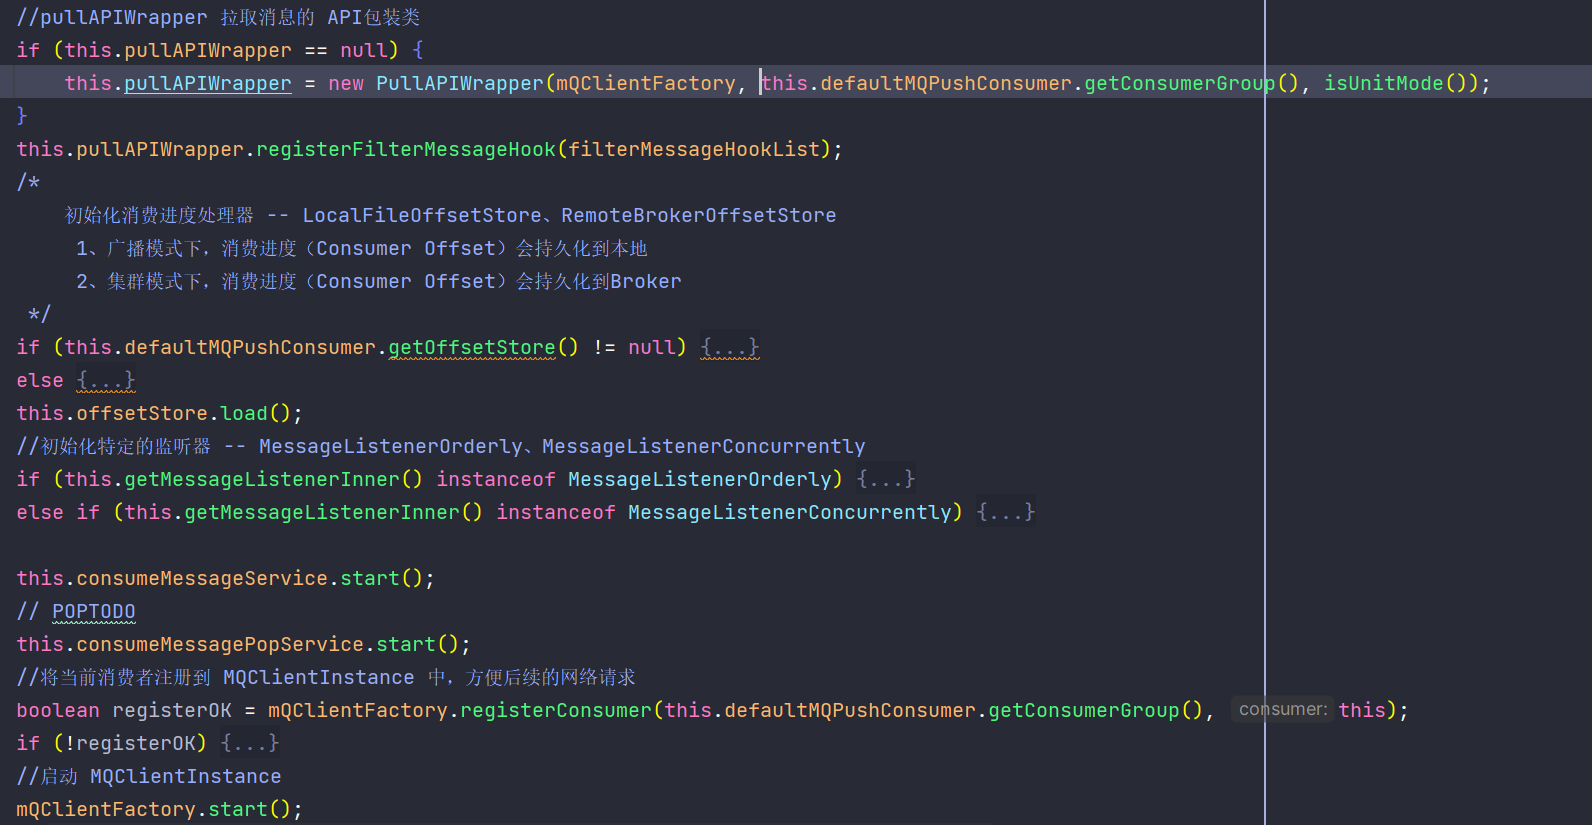 //pullAPIWrapper 拉取消息的 API包装类
if (this.pullAPIWrapper == null) {
this.pullAPIWrapper = new PullAPIWrapper(mQClientFactory, this.defaultMQPushConsumer.getConsumerGroup(), isUnitMode());
}
this.pullAPIWrapper.registerFilterMessageHook(filterMessageHookList);
/*
初始化消费进度处理器 -- LocalFileOffsetStore、RemoteBrokerOffsetStore
1、广播模式下，消费进度（Consumer Offset）会持久化到本地
2、集群模式下，消费进度（Consumer Offset）会持久化到Broker
*/
if (this.defaultMQPushConsumer.getOffsetStore() != null) {...}
else {...}
this.offsetStore.load();
//初始化特定的监听器 -- MessageListenerOrderly、MessageListenerConcurrently
if (this.getMessageListenerInner() instanceof MessageListenerOrderly) {...}
else if (this.getMessageListenerInner() instanceof MessageListenerConcurrently) {...}
this.consumeMessageService.start();
// POPTODO
this.consumeMessagePopService.start();
//将当前消费者注册到 MQClientInstance 中，方便后续的网络请求
boolean registerOK = mQClientFactory.registerConsumer(this.defaultMQPushConsumer.getConsumerGroup(), consumer: this);
if (!registerOK) {...}
//启动 MQClientInstance
mQClientFactory.start();